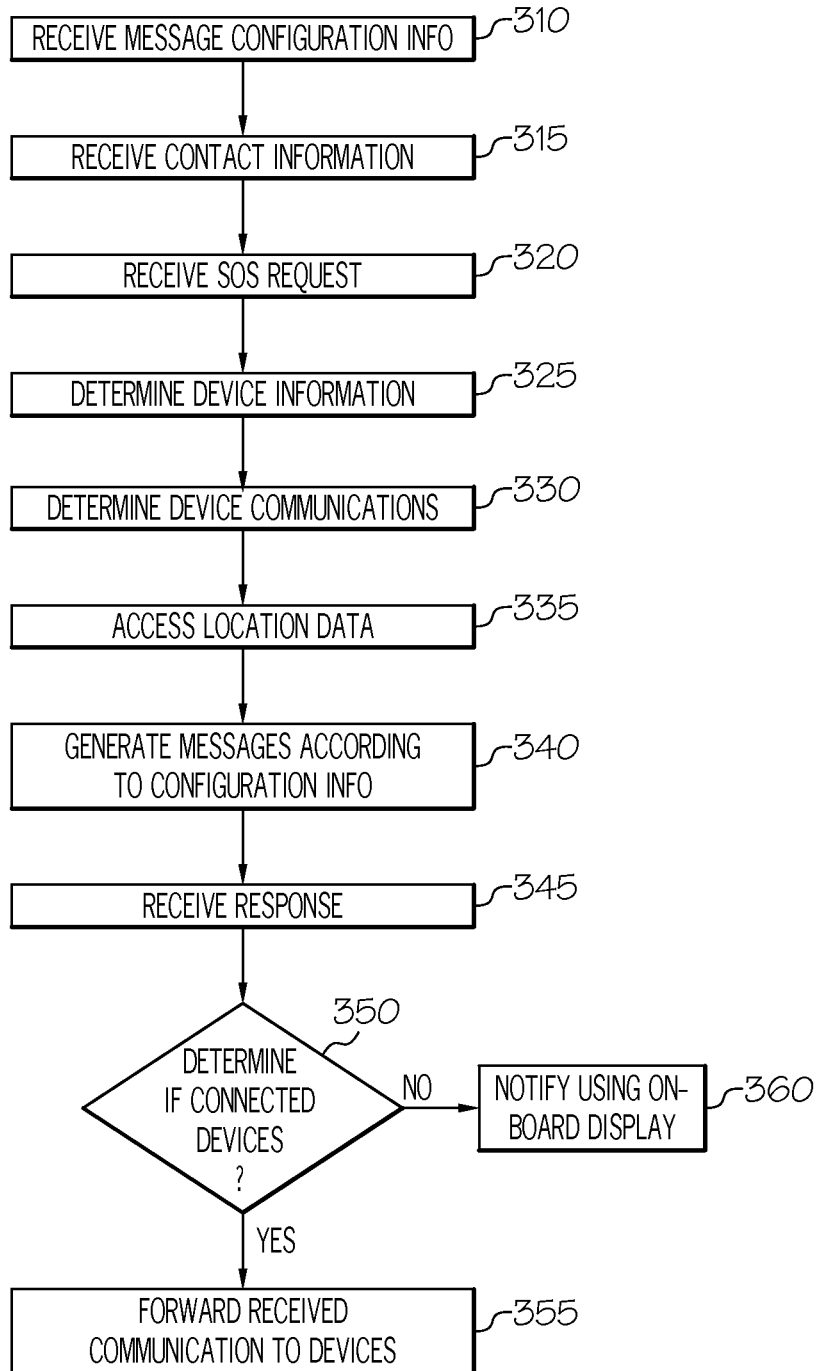 RECEIVE MESSAGE CONFIGURATION INFO 310
RECEIVE CONTACT INFORMATION 315
RECEIVE SOS REQUEST 320
DETERMINE DEVICE INFORMATION 325
DETERMINE DEVICE COMMUNICATIONS 330
ACCESS LOCATION DATA 335
GENERATE MESSAGES ACCORDING
TO CONFIGURATION INFO
340
RECEIVE RESPONSE 345
350
DETERMINE
IF CONNECTED
DEVICES
?
NO
NOTIFY USING ON-
BOARD DISPLAY
360
YES
FORWARD RECEIVED
COMMUNICATION TO DEVICES
355